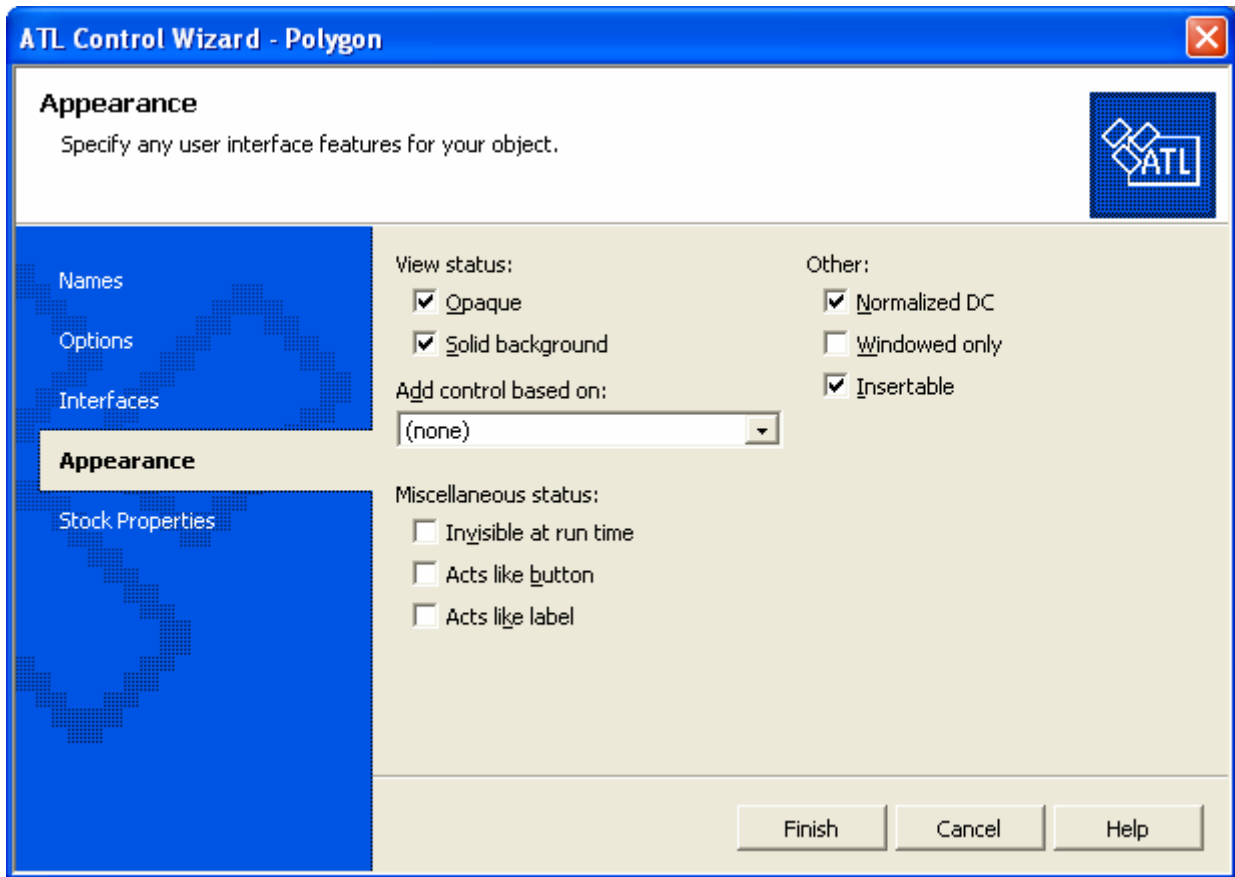 ATL Control Wizard - Polygon
Appearance
Specify any user interface features for your object.
ATL
Names
Options
Interfaces
Appearance
Stock Properties
View status:
Opaque
Solid background
Add control based on:
(none)
Miscellaneous status:
Invisible at run time
Acts like button
Acts like label
Other:
Normalized DC
Windowed only
Insertable
Finish
Cancel
Help